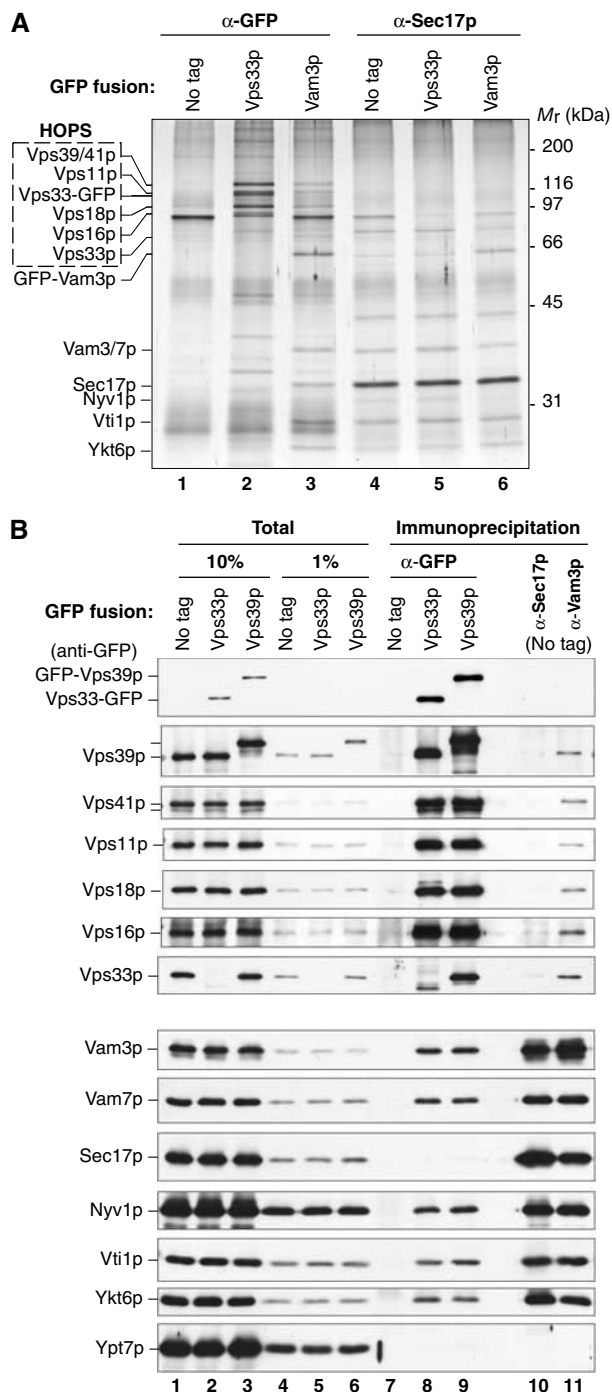 A
α-GFP α-Sec17p
GFP fusion: No tag Vps33p Vam3p No tag Vps33p Vam3p
Mr (kDa)
HOPS
Vps39/41p
Vps11p
Vps33-GFP
Vps18p
Vps16p
Vps33p
GFP-Vam3p
Vam3/7p
Sec17p
Nyv1p
Vti1p
Ykt6p
200
116
97
66
45
31
1 2 3 4 5 6
B
Total Immunoprecipitation
10% 1% α-GFP α-Sec17p α-Vam3p
GFP fusion: No tag Vps33p Vps39p No tag Vps33p Vps39p No tag Vps33p Vps39p
(anti-GFP) (No tag)
GFP-Vps39p
Vps33-GFP
Vps39p
Vps41p
Vps11p
Vps18p
Vps16p
Vps33p
Vam3p
Vam7p
Sec17p
Nyv1p
Vti1p
Ykt6p
Ypt7p
1 2 3 4 5 6 7 8 9 10 11